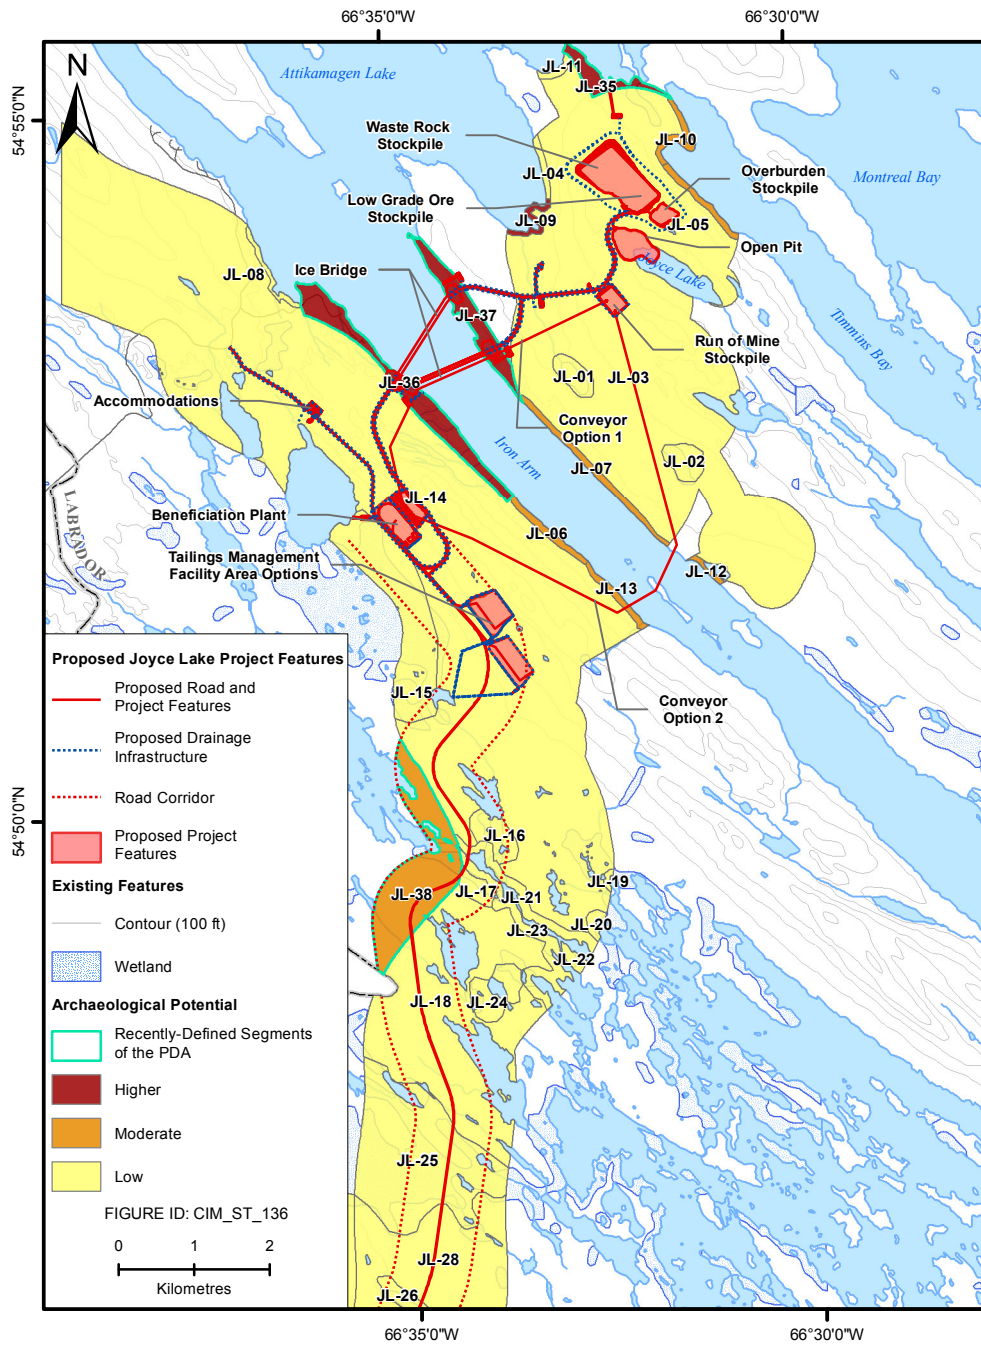 66°35'0"W
66°30'0"W
54°55'0"N
54°50'0"N
N
Attikamagen Lake
JL-11
JL-35
JL-10
Waste Rock
Stockpile
JL-04
Overburden
Stockpile
Montreal Bay
Low Grade Ore
Stockpile
JL-09
JL-05
Open Pit
Joyce Lake
JL-08
Ice Bridge
JL-37
Timmins Bay
Run of Mine
Stockpile
JL-36
JL-01
JL-03
Accommodations
Conveyor
Option 1
Iron Arm
JL-07
JL-02
LABRADOR
JL-14
Beneficiation Plant
JL-06
Tailings Management
Facility Area Options
JL-12
JL-13
JL-15
Conveyor
Option 2
JL-16
JL-38
JL-17
JL-21
JL-19
JL-20
JL-23
JL-22
JL-18
JL-24
JL-25
JL-28
JL-26
Proposed Joyce Lake Project Features
Proposed Road and
Project Features
Proposed Drainage
Infrastructure
Road Corridor
Proposed Project
Features
Existing Features
Contour (100 ft)
Wetland
Archaeological Potential
Recently-Defined Segments
of the PDA
Higher
Moderate
Low
FIGURE ID: CIM_ST_136
0 1 2
Kilometres
66°35'0"W
66°30'0"W